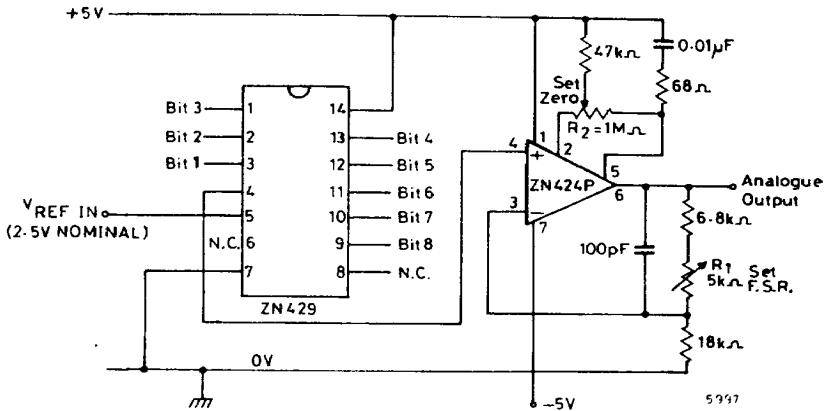 +5V
47kΩ
0.01µF
68Ω
Set
Zero
R2 = 1MΩ
Bit 3
1
14
Bit 2
2
13
Bit 4
Bit 1
3
12
Bit 5
4
11
Bit 6
VREF IN
(2·5V NOMINAL)
5
10
Bit 7
N.C.
6
9
Bit 8
7
8
N.C.
ZN429
4
+
1
2
5
ZN424P
6
3
−
7
Analogue
Output
100pF
6·8kΩ
R1
5kΩ
Set
F.S.R.
18kΩ
0V
−5V
5997